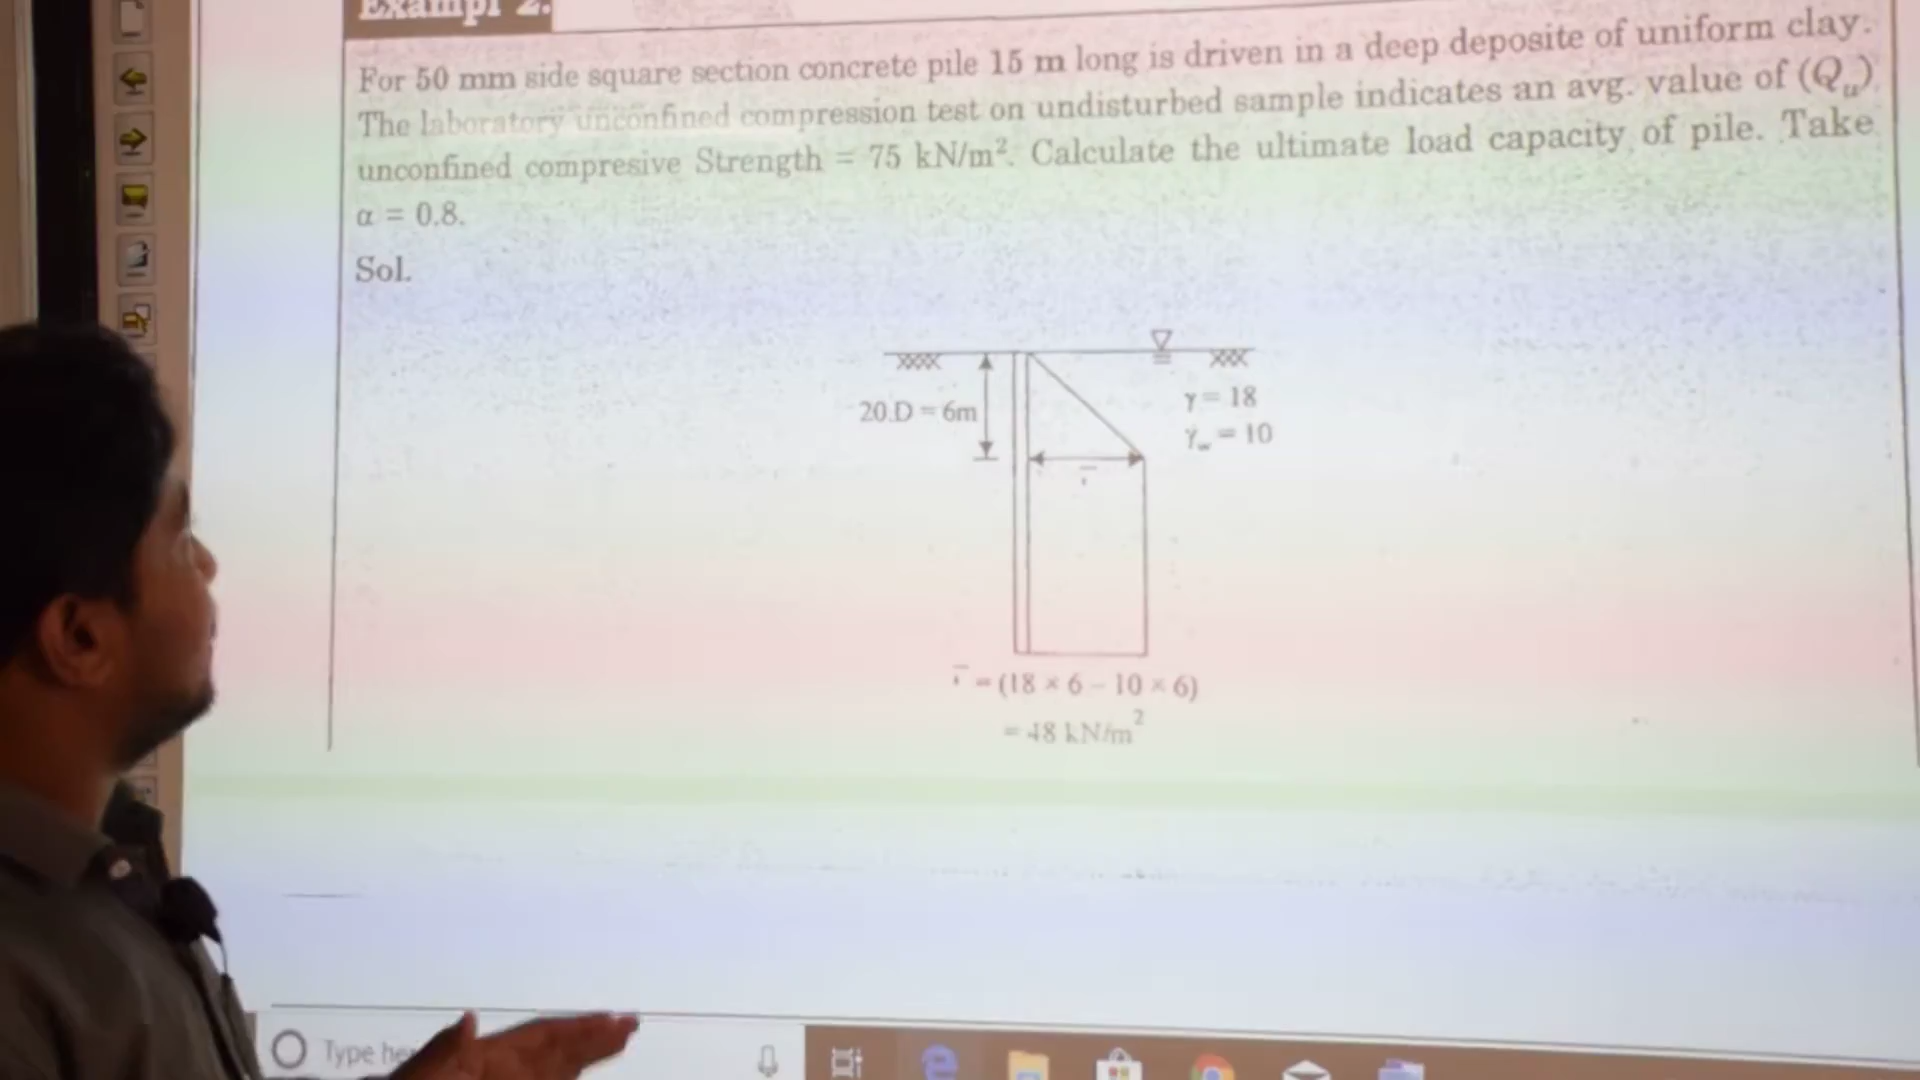 Exampl 2.
For 50 mm side square section concrete pile 15 m long is driven in a deep deposite of uniform clay.
The laboratory unconfined compression test on undisturbed sample indicates an avg. value of (Qu)
unconfined compresive Strength = 75 kN/m². Calculate the ultimate load capacity of pile. Take
α = 0.8.
Sol.
20.D = 6m
γ = 18
γw = 10
= (18 × 6 – 10 × 6)
= 48 kN/m²
Type her